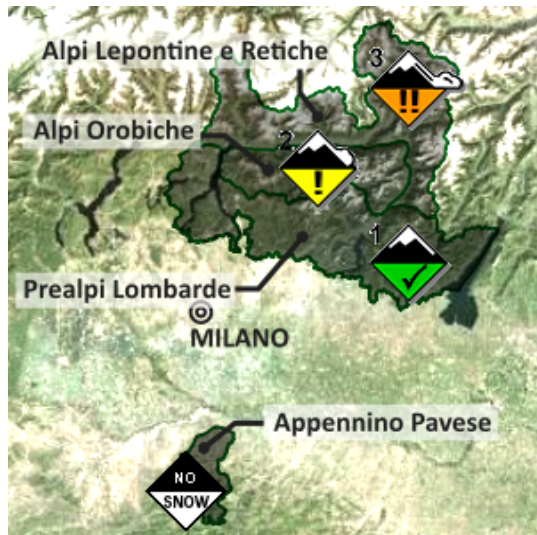 Alpi Lepontine e Retiche
3
!!
Alpi Orobiche
2
!
1
Prealpi Lombarde
MILANO
Appennino Pavese
NO
SNOW